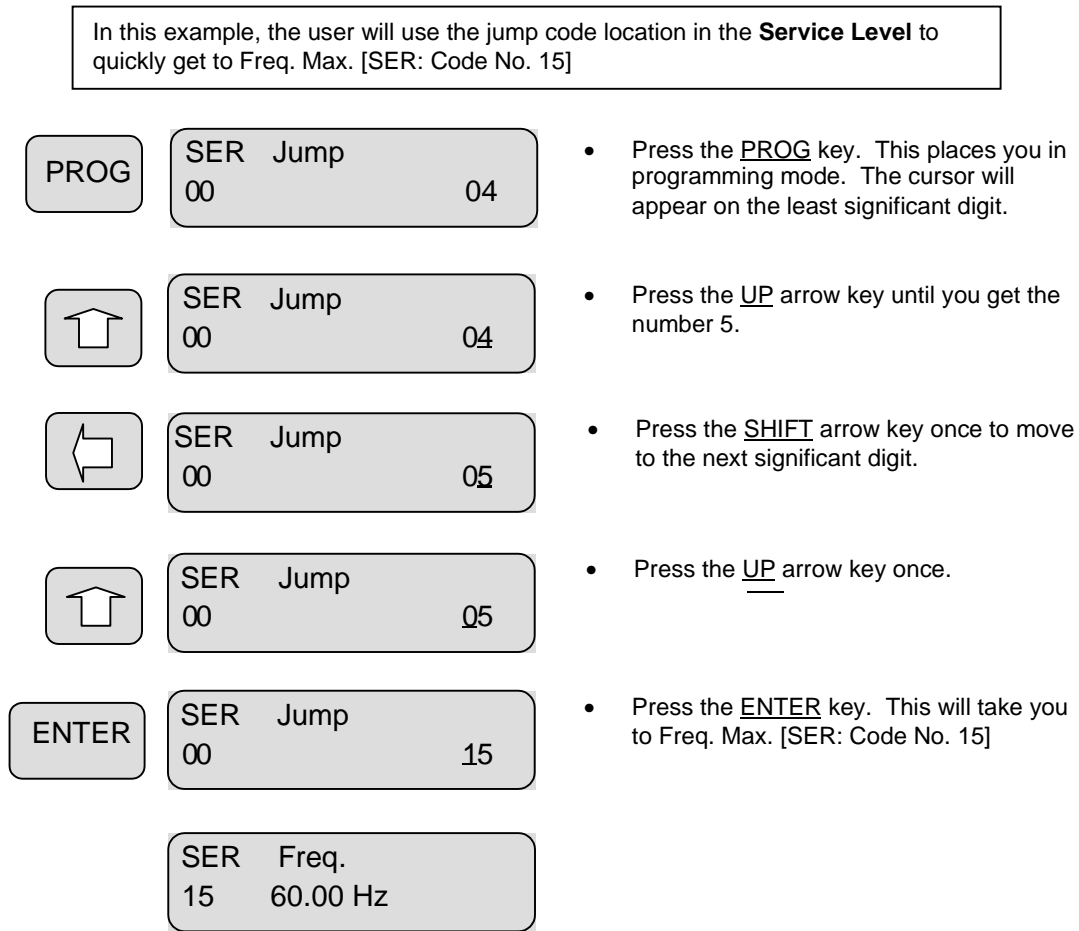 In this example, the user will use the jump code location in the Service Level to
quickly get to Freq. Max. [SER: Code No. 15]
PROG
SER Jump
00 04
• Press the PROG key. This places you in
programming mode. The cursor will
appear on the least significant digit.
SER Jump
00 04
• Press the UP arrow key until you get the
number 5.
SER Jump
00 05
• Press the SHIFT arrow key once to move
to the next significant digit.
SER Jump
00 05
• Press the UP arrow key once.
ENTER
SER Jump
00 15
• Press the ENTER key. This will take you
to Freq. Max. [SER: Code No. 15]
SER Freq.
15 60.00 Hz